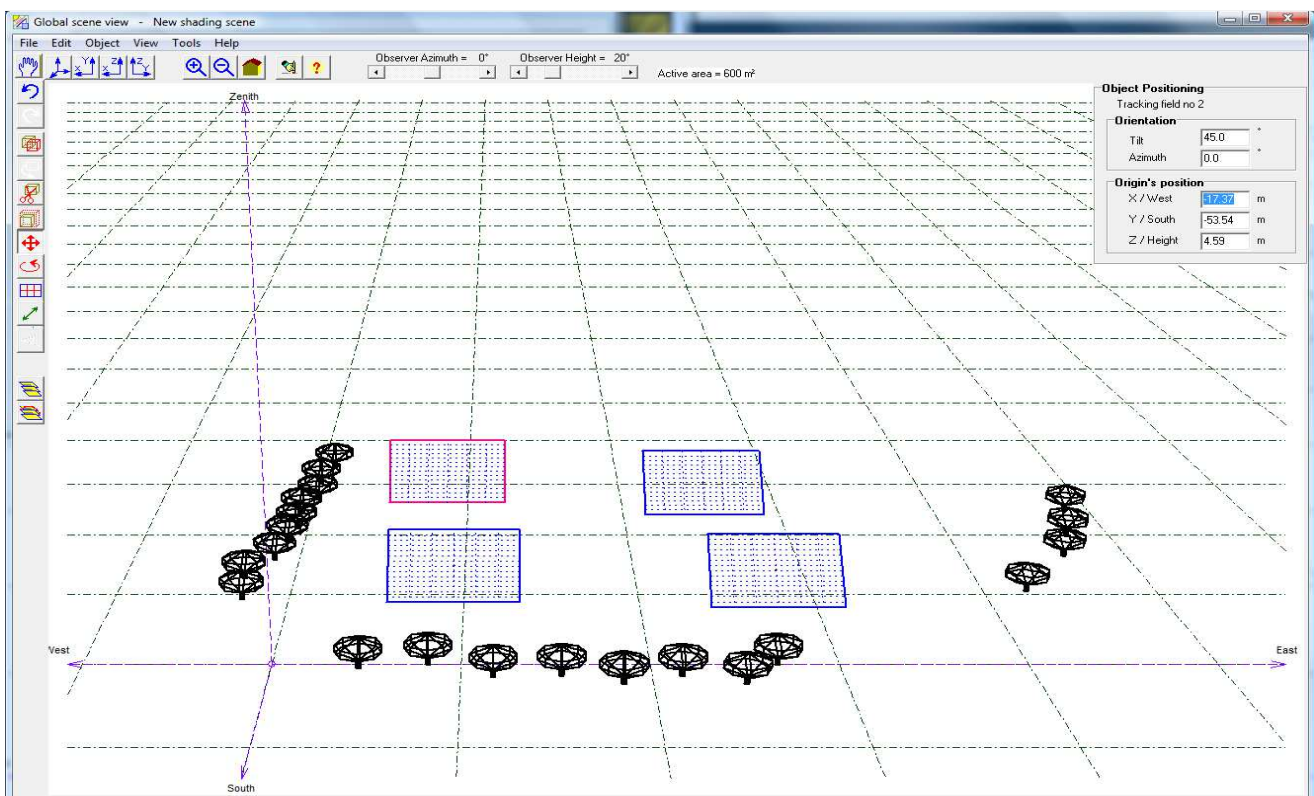 Global scene view - New shading scene
File Edit Object View Tools Help
Observer Azimuth = 0° Observer Height = 20°
Active area = 600 m²
Zenith
Object Positioning
Tracking field no 2
Orientation
Tilt 45.0 °
Azimuth 0.0 °
Origin's position
X / West -17.37 m
Y / South -53.54 m
Z / Height 4.59 m
West
East
South